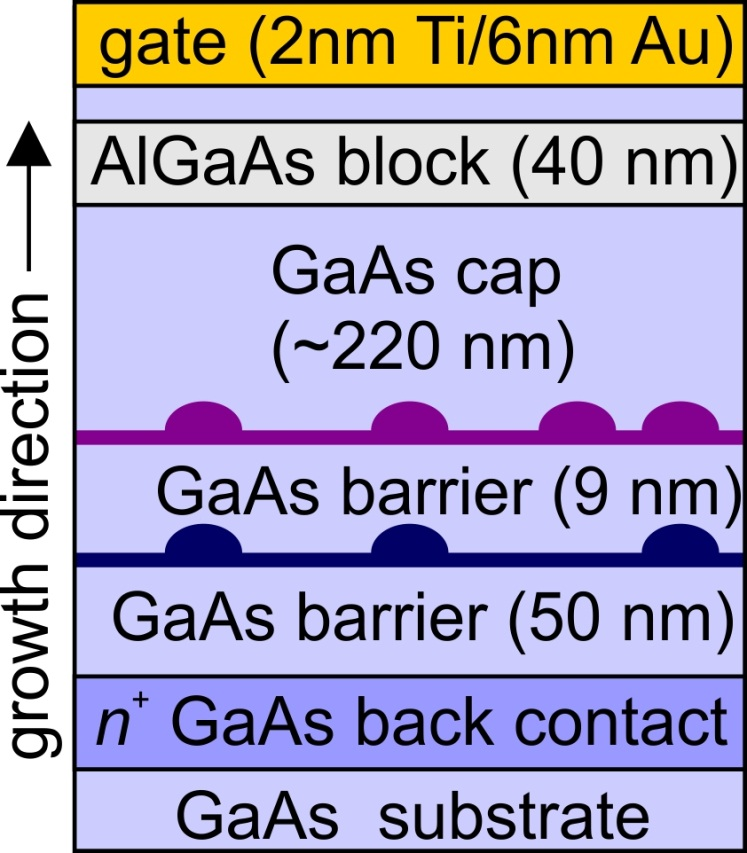 gate (2nm Ti/6nm Au)
AlGaAs block (40 nm)
GaAs cap
(~220 nm)
GaAs barrier (9 nm)
GaAs barrier (50 nm)
n⁺ GaAs back contact
GaAs substrate
growth direction